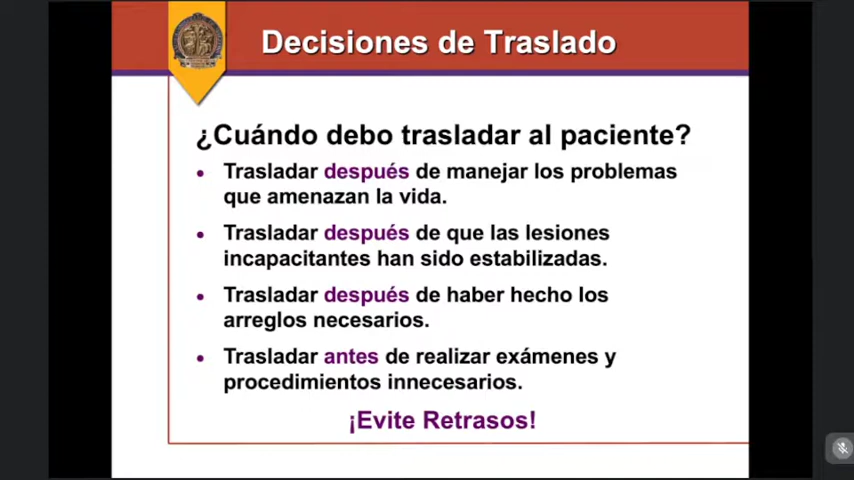 Decisiones de Traslado
¿Cuándo debo trasladar al paciente?
• Trasladar después de manejar los problemas
que amenazan la vida.
• Trasladar después de que las lesiones
incapacitantes han sido estabilizadas.
• Trasladar después de haber hecho los
arreglos necesarios.
• Trasladar antes de realizar exámenes y
procedimientos innecesarios.
¡Evite Retrasos!